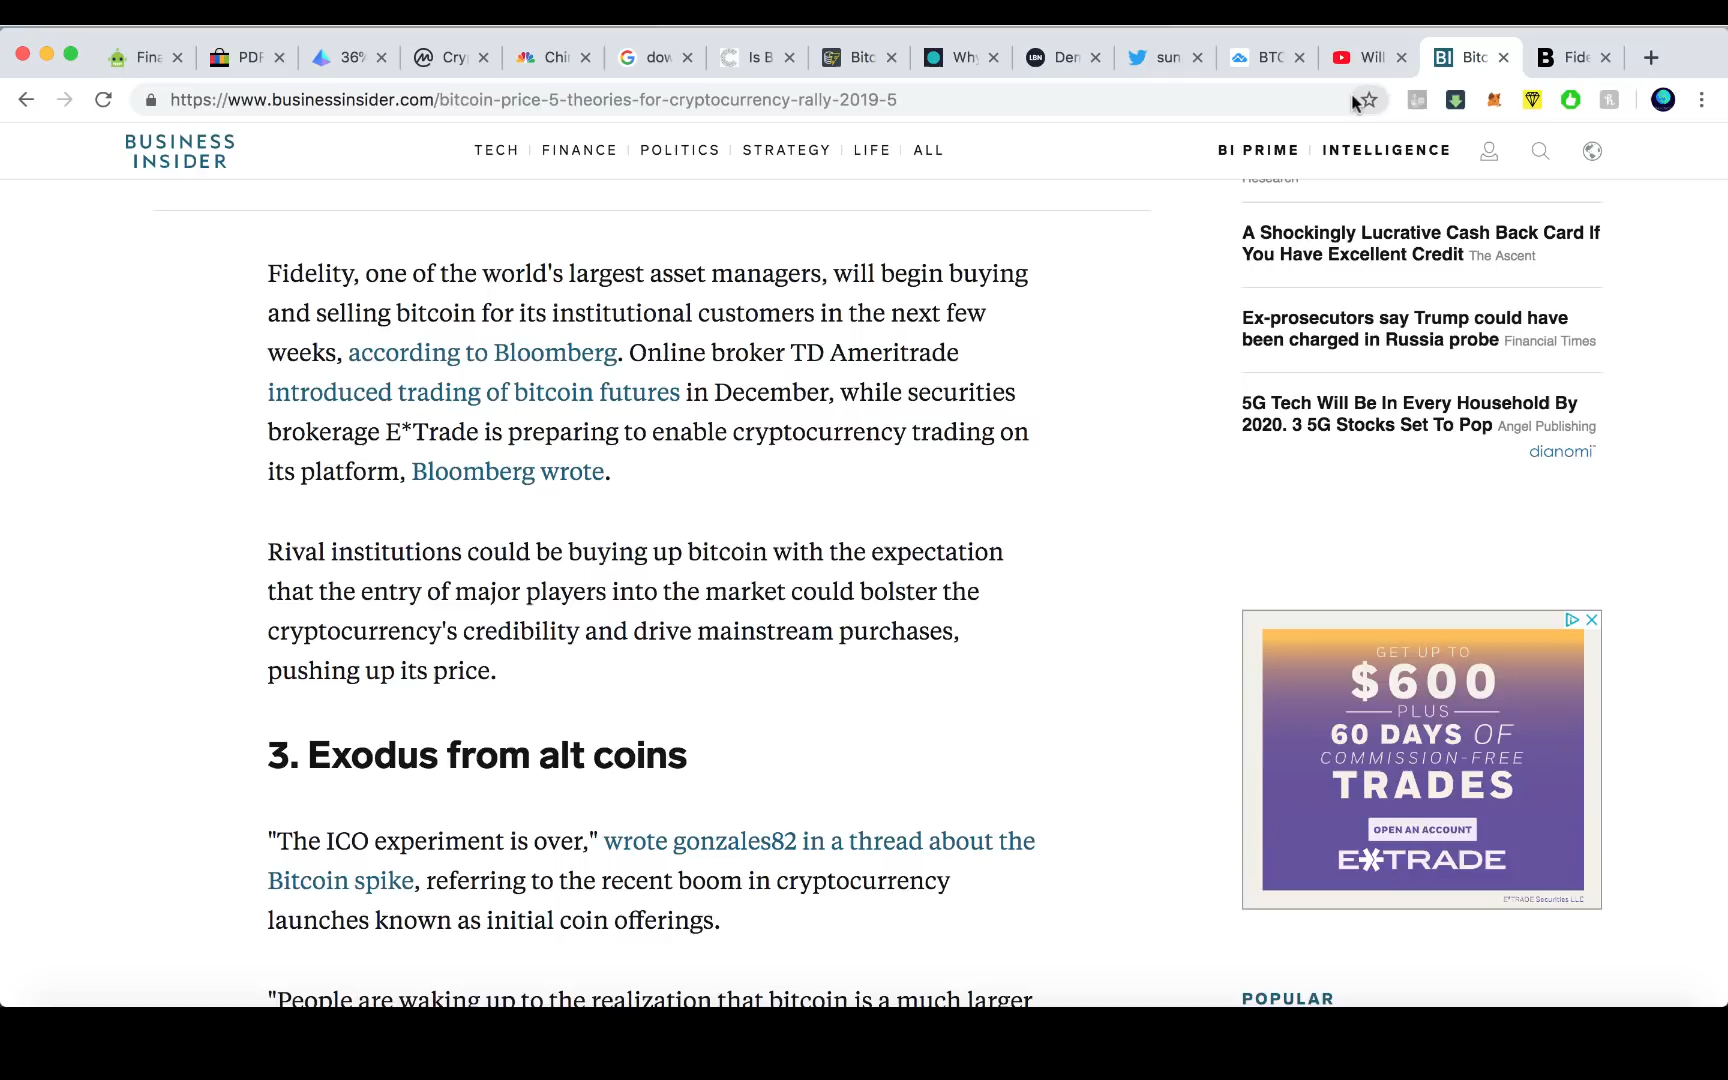 Fina
PDF
36%
Cry
Chi
dow
Is B
Bitc
Why
LBN
Der
sun
BTC
Will
BI
Bitc
Fide
https://www.businessinsider.com/bitcoin-price-5-theories-for-cryptocurrency-rally-2019-5
BUSINESS
INSIDER
TECH
FINANCE
POLITICS
STRATEGY
LIFE
ALL
BI PRIME
INTELLIGENCE
Fidelity, one of the world's largest asset managers, will begin buying
and selling bitcoin for its institutional customers in the next few
weeks, according to Bloomberg. Online broker TD Ameritrade
introduced trading of bitcoin futures in December, while securities
brokerage E*Trade is preparing to enable cryptocurrency trading on
its platform, Bloomberg wrote.
Rival institutions could be buying up bitcoin with the expectation
that the entry of major players into the market could bolster the
cryptocurrency's credibility and drive mainstream purchases,
pushing up its price.
3. Exodus from alt coins
"The ICO experiment is over," wrote gonzales82 in a thread about the
Bitcoin spike, referring to the recent boom in cryptocurrency
launches known as initial coin offerings.
"People are waking up to the realization that bitcoin is a much larger
Research
A Shockingly Lucrative Cash Back Card If
You Have Excellent Credit The Ascent
Ex-prosecutors say Trump could have
been charged in Russia probe Financial Times
5G Tech Will Be In Every Household By
2020. 3 5G Stocks Set To Pop Angel Publishing
dianomi
GET UP TO
$600
PLUS
60 DAYS OF
COMMISSION-FREE
TRADES
OPEN AN ACCOUNT
E*TRADE
E*TRADE Securities LLC
POPULAR